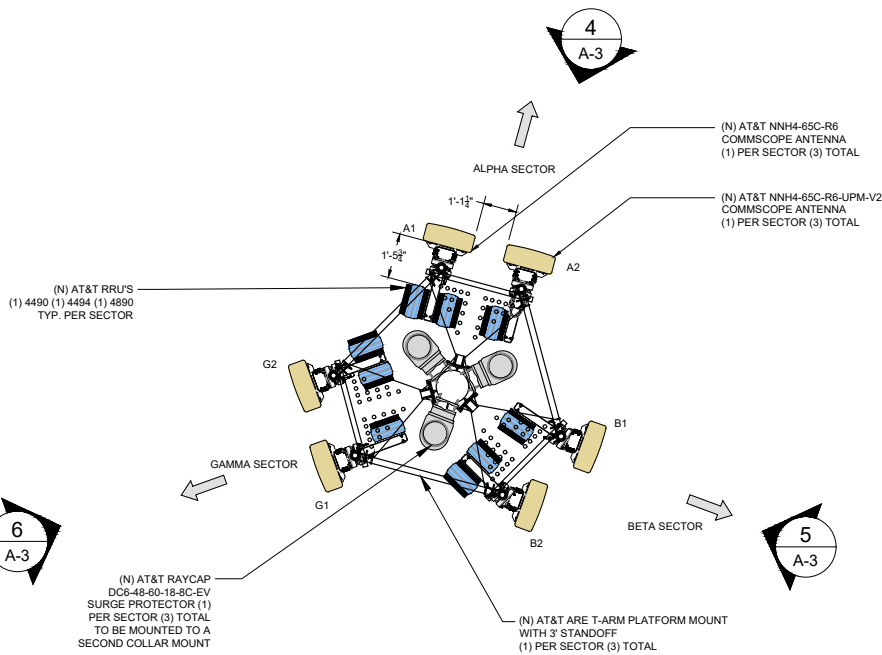 4
A-3
(N) AT&T NNH4-65C-R6
COMMSCOPE ANTENNA
(1) PER SECTOR (3) TOTAL
ALPHA SECTOR
(N) AT&T NNH4-65C-R6-UPM-V2
COMMSCOPE ANTENNA
(1) PER SECTOR (3) TOTAL
1'-1¼"
A1
A2
1'-5¾"
(N) AT&T RRU'S
(1) 4490 (1) 4494 (1) 4890
TYP. PER SECTOR
G2
B1
GAMMA SECTOR
G1
BETA SECTOR
B2
6
A-3
5
A-3
(N) AT&T RAYCAP
DC6-48-60-18-8C-EV
SURGE PROTECTOR (1)
PER SECTOR (3) TOTAL
TO BE MOUNTED TO A
SECOND COLLAR MOUNT
(N) AT&T ARE T-ARM PLATFORM MOUNT
WITH 3' STANDOFF
(1) PER SECTOR (3) TOTAL